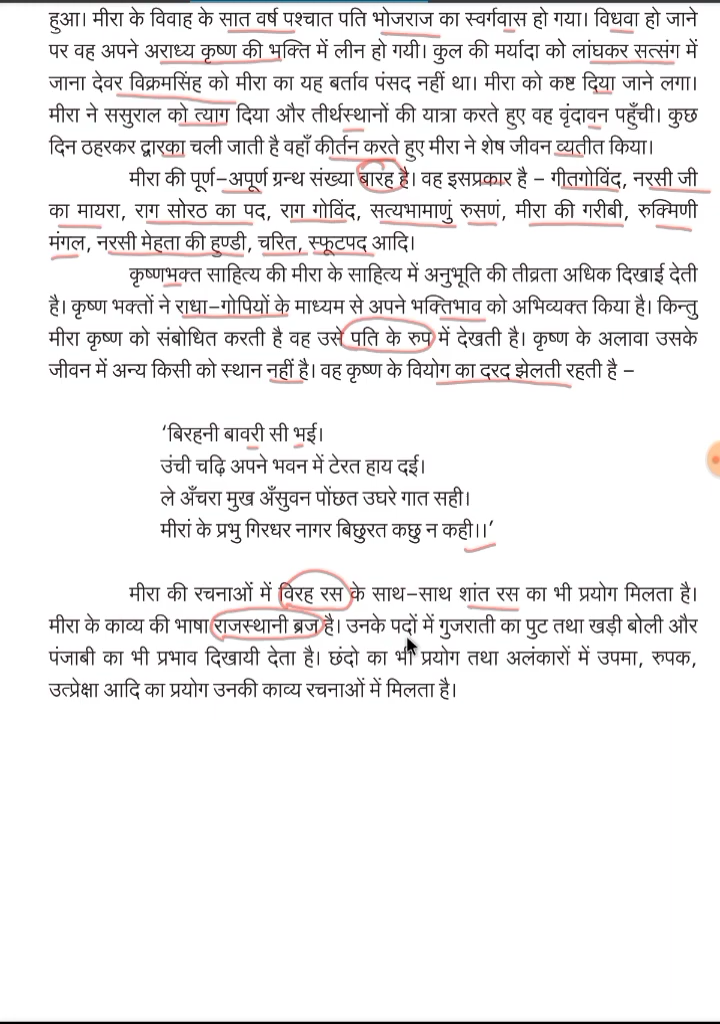 हुआ। मीरा के विवाह के सात वर्ष पश्चात पति भोजराज का स्वर्गवास हो गया। विधवा हो जाने
पर वह अपने अराध्य कृष्ण की भक्ति में लीन हो गयी। कुल की मर्यादा को लांघकर सत्संग में
जाना देवर विक्रमसिंह को मीरा का यह बर्ताव पंसद नहीं था। मीरा को कष्ट दिया जाने लगा।
मीरा ने ससुराल को त्याग दिया और तीर्थस्थानों की यात्रा करते हुए वह वृंदावन पहुँची। कुछ
दिन ठहरकर द्वारका चली जाती है वहाँ कीर्तन करते हुए मीरा ने शेष जीवन व्यतीत किया।
मीरा की पूर्ण-अपूर्ण ग्रन्थ संख्या बारह है। वह इसप्रकार है – गीतगोविंद, नरसी जी
का मायरा, राग सोरठ का पद, राग गोविंद, सत्यभामाणुं रुसणं, मीरा की गरीबी, रुक्मिणी
मंगल, नरसी मेहता की हुण्डी, चरित, स्फूटपद आदि।
कृष्णभक्त साहित्य की मीरा के साहित्य में अनुभूति की तीव्रता अधिक दिखाई देती
है। कृष्ण भक्तों ने राधा-गोपियों के माध्यम से अपने भक्तिभाव को अभिव्यक्त किया है। किन्तु
मीरा कृष्ण को संबोधित करती है वह उसे पति के रुप में देखती है। कृष्ण के अलावा उसके
जीवन में अन्य किसी को स्थान नहीं है। वह कृष्ण के वियोग का दरद झेलती रहती है –
‘बिरहनी बावरी सी भई।
उंची चढ़ि अपने भवन में टेरत हाय दई।
ले अँचरा मुख अँसुवन पोंछत उघरे गात सही।
मीरां के प्रभु गिरधर नागर बिछुरत कछु न कही।।’
मीरा की रचनाओं में विरह रस के साथ-साथ शांत रस का भी प्रयोग मिलता है।
मीरा के काव्य की भाषा राजस्थानी ब्रज है। उनके पदों में गुजराती का पुट तथा खड़ी बोली और
पंजाबी का भी प्रभाव दिखायी देता है। छंदो का भी प्रयोग तथा अलंकारों में उपमा, रुपक,
उत्प्रेक्षा आदि का प्रयोग उनकी काव्य रचनाओं में मिलता है।